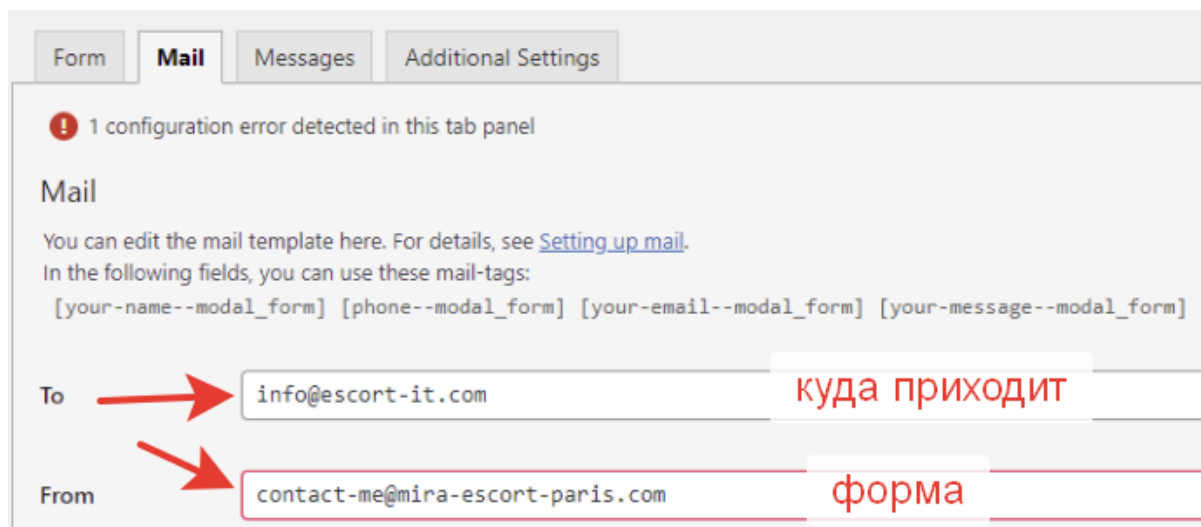 Form Mail Messages Additional Settings
! 1 configuration error detected in this tab panel
Mail
You can edit the mail template here. For details, see Setting up mail.
In the following fields, you can use these mail-tags:
[your-name--modal_form] [phone--modal_form] [your-email--modal_form] [your-message--modal_form]
To info@escort-it.com куда приходит
From contact-me@mira-escort-paris.com форма